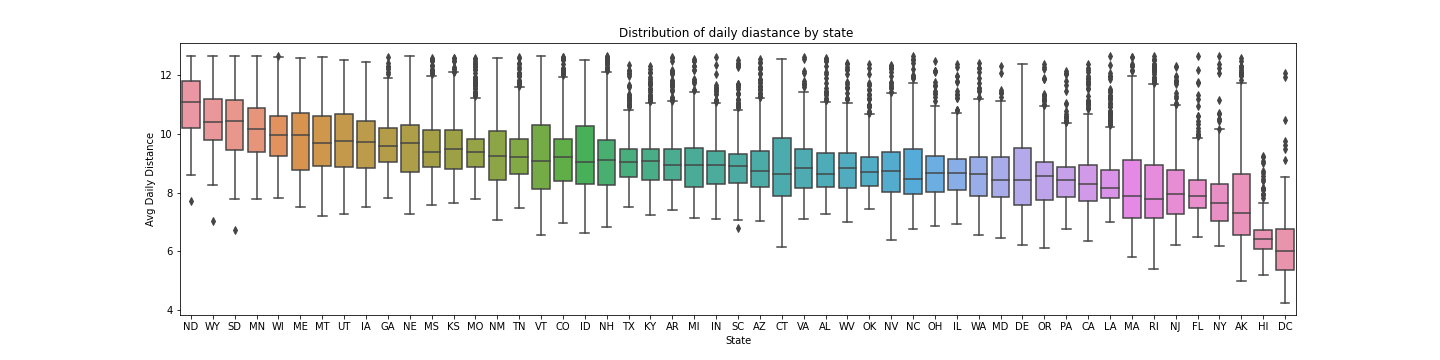 Distribution of daily diastance by state
Avg Daily Distance
12
10
8
6
4
ND WY SD MN WI ME MT UT IA GA NE MS KS MO NM TN VT CO ID NH TX KY AR MI IN SC AZ CT VA AL WV OK NV NC OH IL WA MD DE OR PA CA LA MA RI NJ FL NY AK HI DC
State